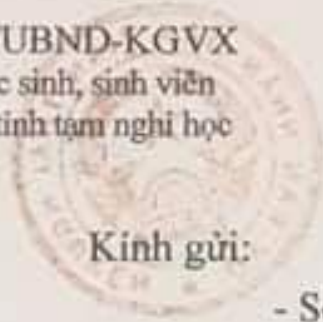 UBND-KGVX
c sinh, sinh viên
tỉnh tạm nghỉ học
Kính gửi:
- S